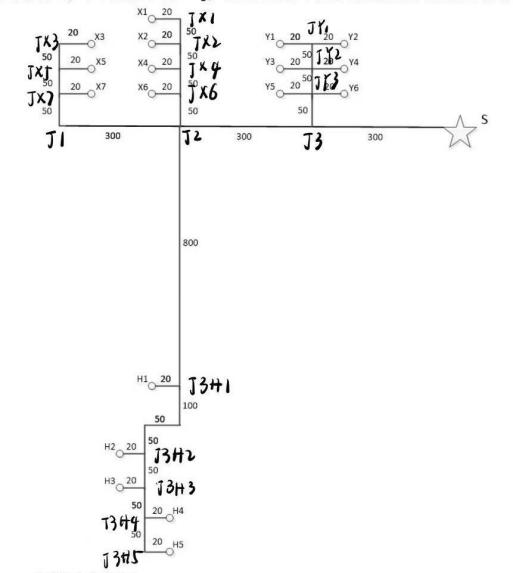 X1 20 JX1
50
20 X3 X2 20 JX2 Y1 20 JY1 20 Y2
JX3
50 50 50 JY2
JX5 20 X5 X4 20 JX4 Y3 20 Y4
50 50 JY3
JX7 20 X7 X6 20 JX6 Y5 20 20 Y6
50 50 50
S
J1 300 J2 300 J3 300
800
H1 20 J3H1
100
50
H2 20 50 J3H2
50
H3 20 J3H3
50
J3H4 20 H4
50
J3H5 20 H5